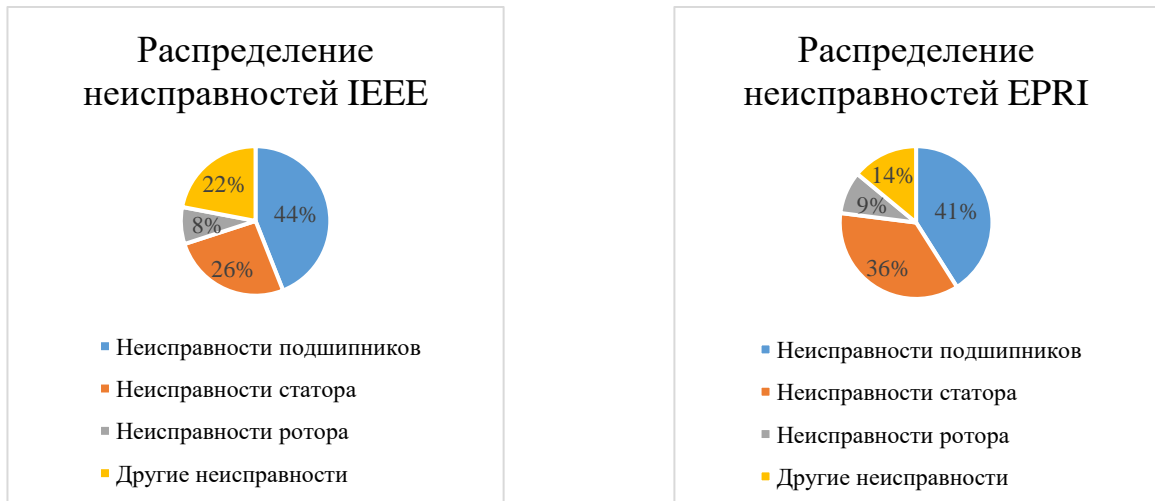 Распределение
неисправностей IEEE
22%
44%
8%
26%
Неисправности подшипников
Неисправности статора
Неисправности ротора
Другие неисправности
Распределение
неисправностей EPRI
14%
41%
9%
36%
Неисправности подшипников
Неисправности статора
Неисправности ротора
Другие неисправности